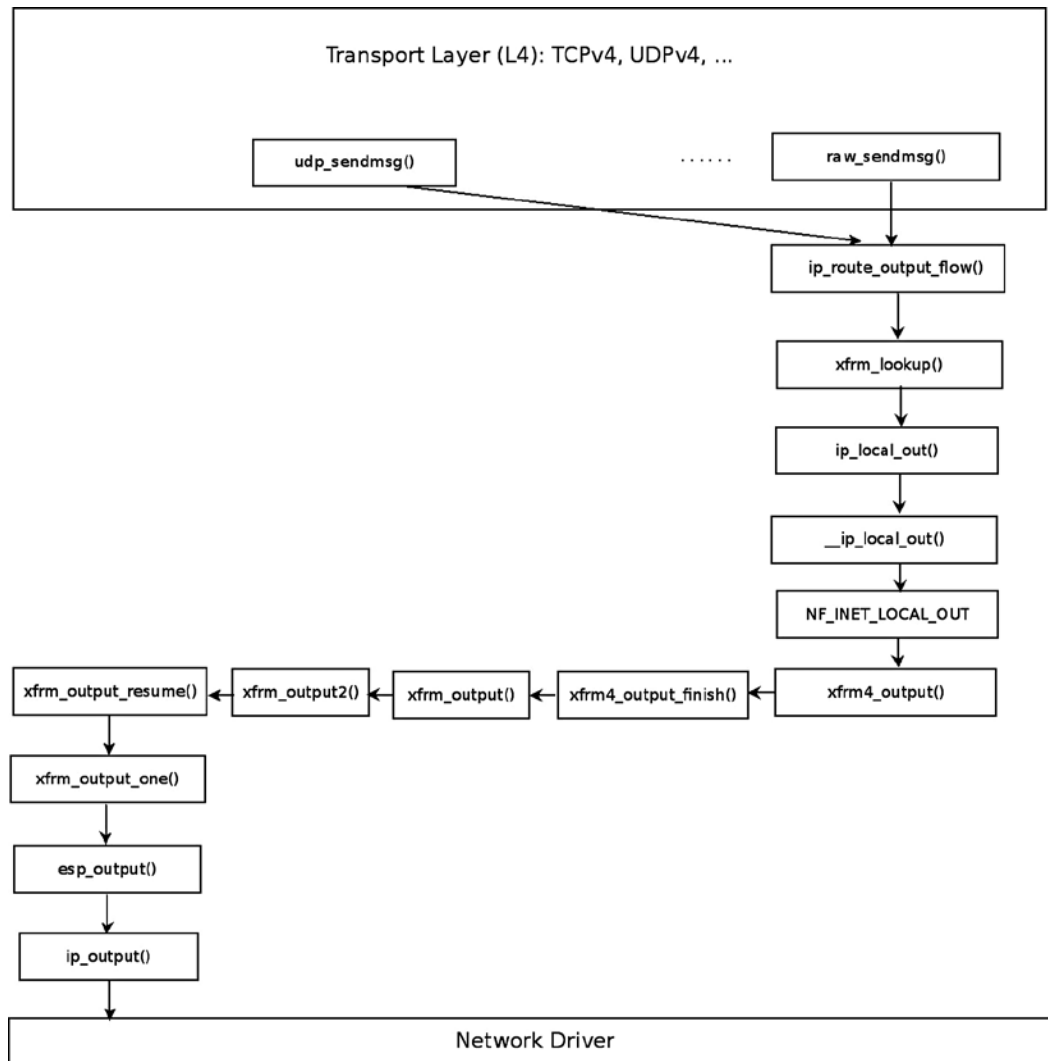 Transport Layer (L4): TCPv4, UDPv4, ...
udp_sendmsg()
......
raw_sendmsg()
ip_route_output_flow()
xfrm_lookup()
ip_local_out()
__ip_local_out()
NF_INET_LOCAL_OUT
xfrm_output_resume()
xfrm_output2()
xfrm_output()
xfrm4_output_finish()
xfrm4_output()
xfrm_output_one()
esp_output()
ip_output()
Network Driver